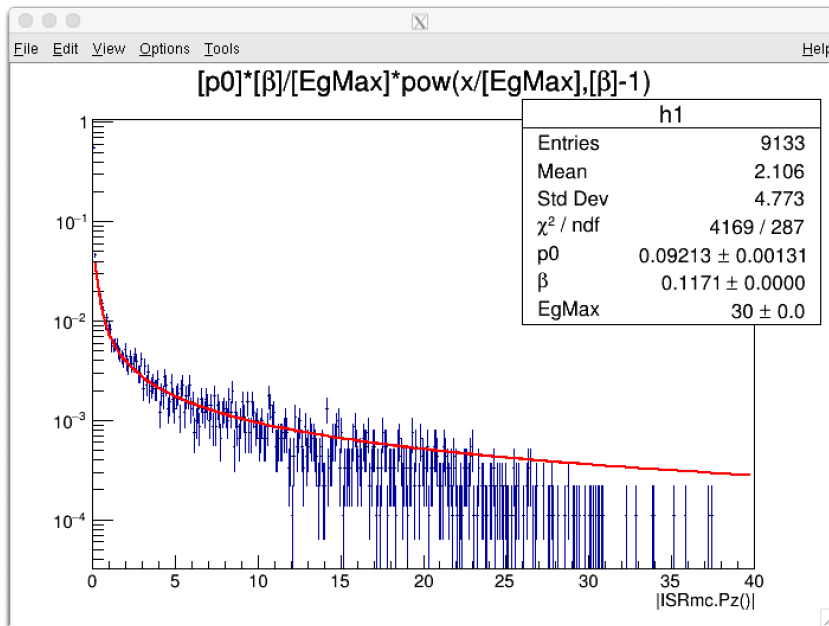 X
File Edit View Options Tools Help
[p0]*[β]/[EgMax]*pow(x/[EgMax],[β]-1)
h1
Entries 9133
Mean 2.106
Std Dev 4.773
χ² / ndf 4169 / 287
p0 0.09213 ± 0.00131
β 0.1171 ± 0.0000
EgMax 30 ± 0.0
1
10⁻¹
10⁻²
10⁻³
10⁻⁴
0 5 10 15 20 25 30 35 40
|ISRmc.Pz()|